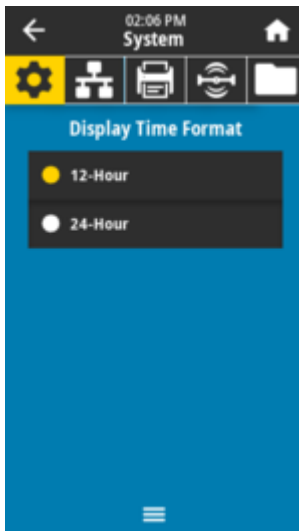 02:06 PM
System
Display Time Format
12-Hour
24-Hour